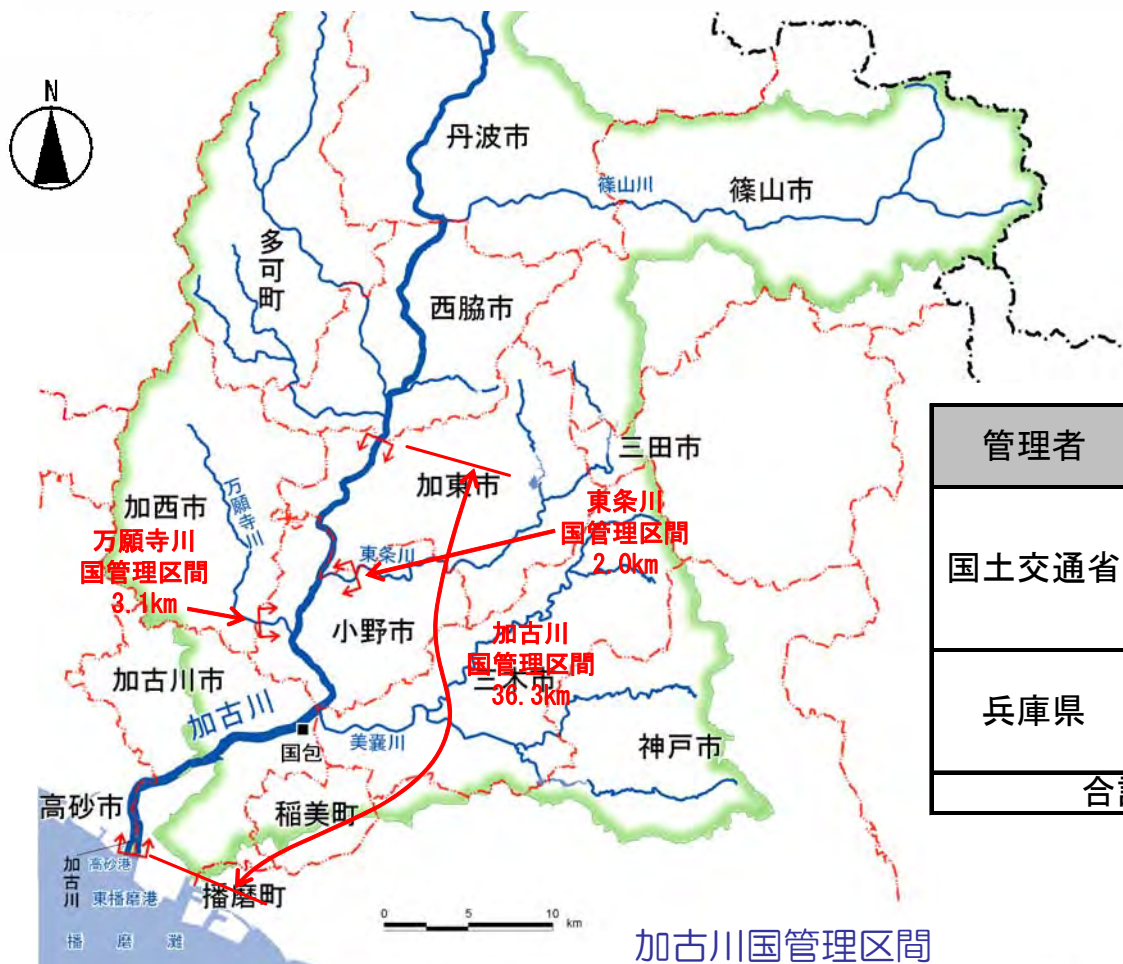 N
丹波市
篠山川
篠山市
多可町
西脇市
三田市
加東市
加西市
万願寺川
万願寺川
国管理区間
3.1km
東条川
東条川
国管理区間
2.0km
小野市
加古川
国管理区間
36.3km
三木市
加古川市
加古川
国包
美嚢川
神戸市
高砂市
稲美町
加古川
高砂港
東播磨港
播磨町
播磨灘
0 5 10 km
加古川国管理区間
管理者
国土交通省
兵庫県
合計